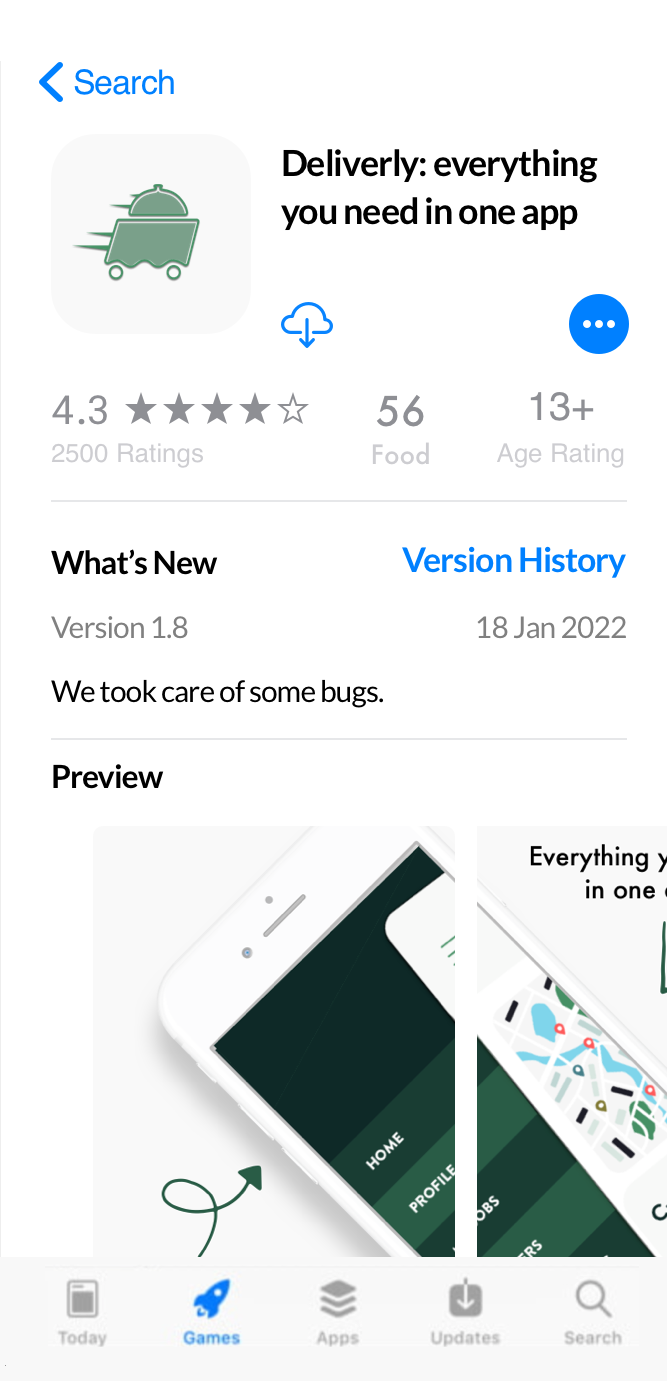 Search
Deliverly: everything
you need in one app
4.3
56
13+
2500 Ratings
Food
Age Rating
What’s New
Version History
Version 1.8
18 Jan 2022
We took care of some bugs.
Preview
Everything y
in one
HOME
PROFILE
OBS
ERS
Today
Games
Apps
Updates
Search